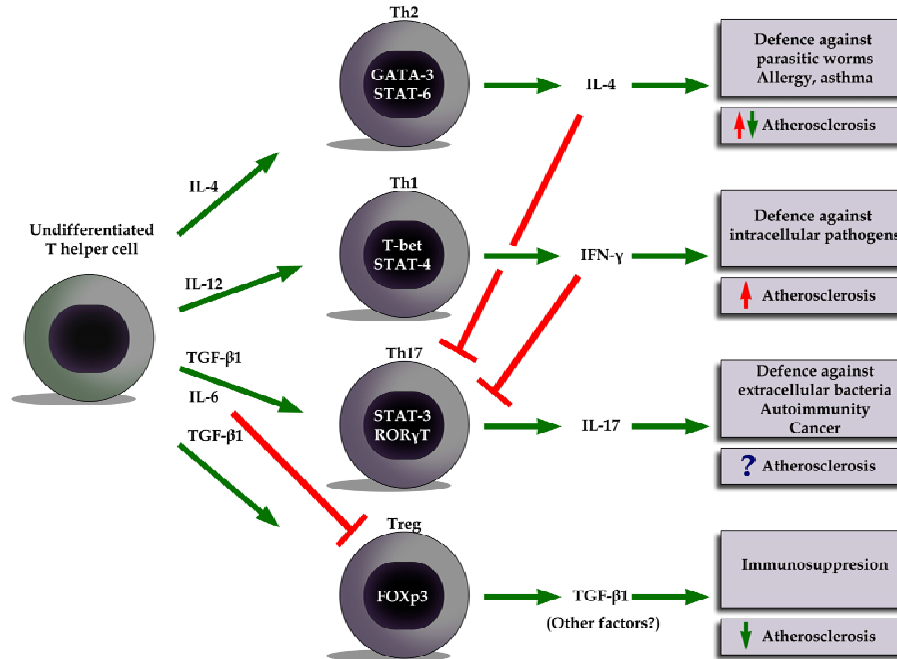 Th2
GATA-3
STAT-6
IL-4
Defence against
parasitic worms
Allergy, asthma
Atherosclerosis
IL-4
Undifferentiated
T helper cell
Th1
T-bet
STAT-4
IFN-γ
Defence against
intracellular pathogens
Atherosclerosis
IL-12
TGF-β1
IL-6
TGF-β1
Th17
STAT-3
RORγT
IL-17
Defence against
extracellular bacteria
Autoimmunity
Cancer
? Atherosclerosis
Treg
FOXp3
TGF-β1
(Other factors?)
Immunosuppresion
Atherosclerosis